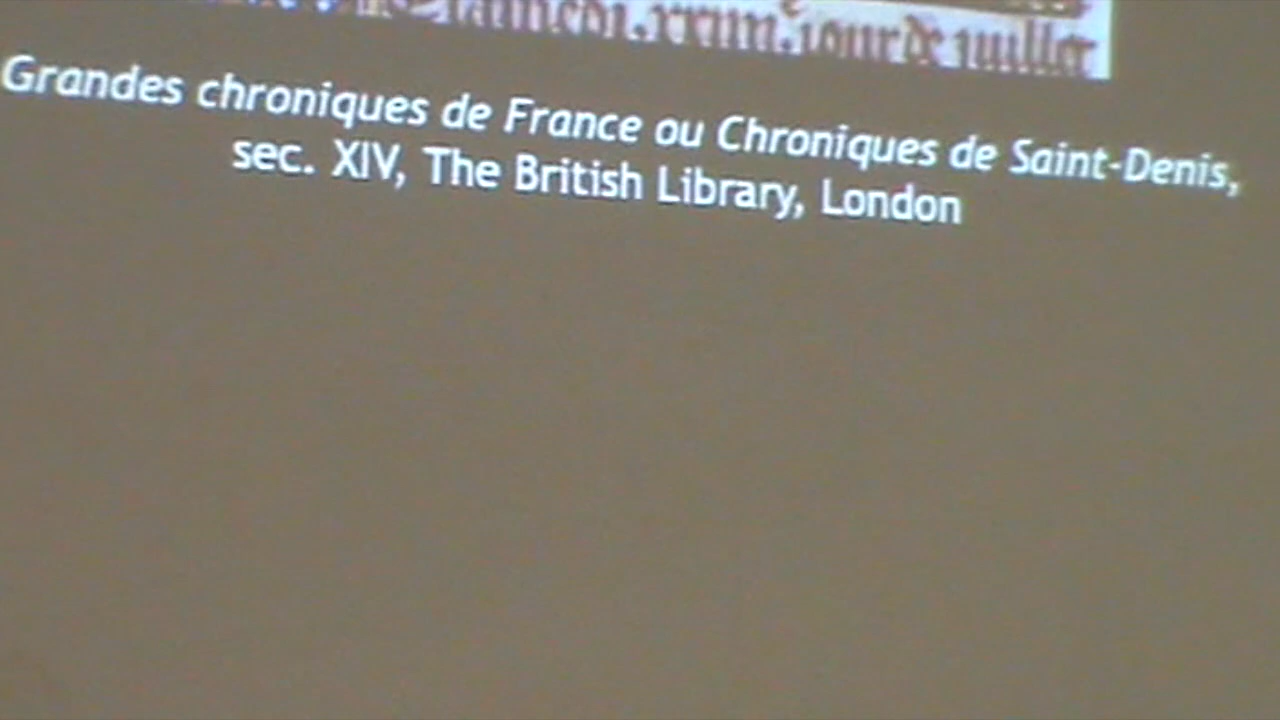 .xxiiii.e iour de iuillet
Grandes chroniques de France ou Chroniques de Saint-Denis,
sec. XIV, The British Library, London